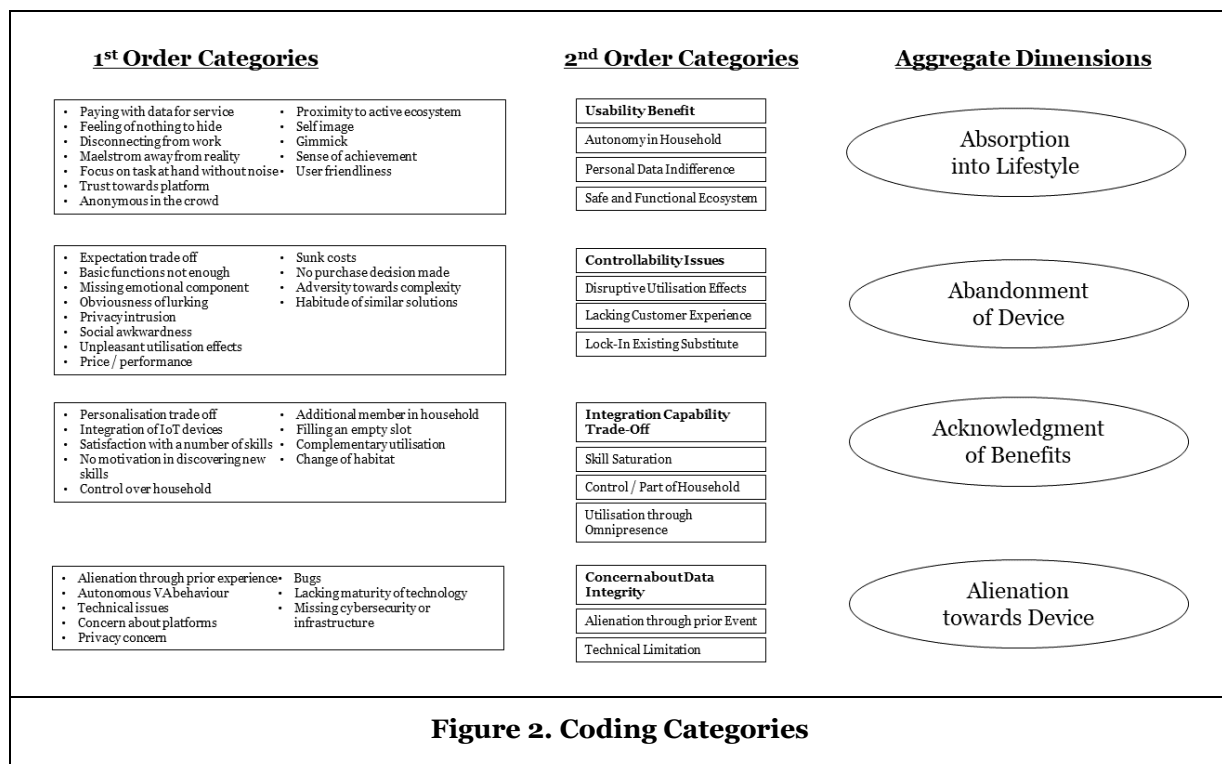 1st Order Categories
2nd Order Categories
Aggregate Dimensions
• Paying with data for service
• Feeling of nothing to hide
• Disconnecting from work
• Maelstrom away from reality
• Focus on task at hand without noise
• Trust towards platform
• Anonymous in the crowd
• Proximity to active ecosystem
• Self image
• Gimmick
• Sense of achievement
• User friendliness
Usability Benefit
Autonomy in Household
Personal Data Indifference
Safe and Functional Ecosystem
Absorption
into Lifestyle
• Expectation trade off
• Basic functions not enough
• Missing emotional component
• Obviousness of lurking
• Privacy intrusion
• Social awkwardness
• Unpleasant utilisation effects
• Price / performance
• Sunk costs
• No purchase decision made
• Adversity towards complexity
• Habitude of similar solutions
Controllability Issues
Disruptive Utilisation Effects
Lacking Customer Experience
Lock-In Existing Substitute
Abandonment
of Device
• Personalisation trade off
• Integration of IoT devices
• Satisfaction with a number of skills
• No motivation in discovering new
skills
• Control over household
• Additional member in household
• Filling an empty slot
• Complementary utilisation
• Change of habitat
Integration Capability
Trade-Off
Skill Saturation
Control / Part of Household
Utilisation through
Omnipresence
Acknowledgment
of Benefits
• Alienation through prior experience
• Autonomous VA behaviour
• Technical issues
• Concern about platforms
• Privacy concern
• Bugs
• Lacking maturity of technology
• Missing cybersecurity or
infrastructure
Concern about Data
Integrity
Alienation through prior Event
Technical Limitation
Alienation
towards Device
Figure 2. Coding Categories